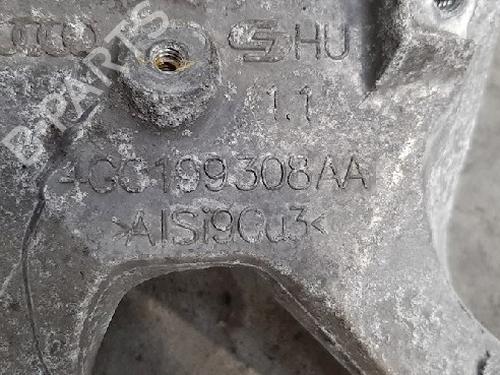 HU
1.1
4G0199308AA
>AlSi9Cu3<
B-PARTS